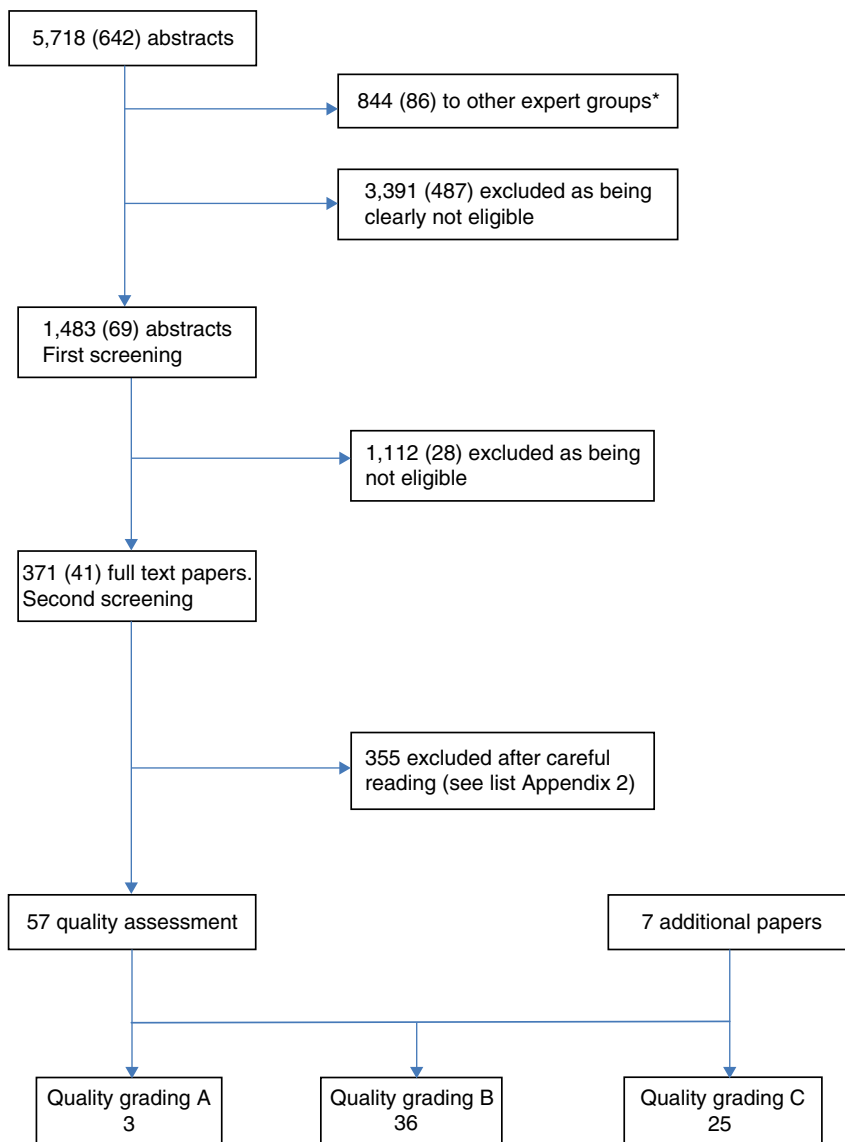 5,718 (642) abstracts
844 (86) to other expert groups*
3,391 (487) excluded as being
clearly not eligible
1,483 (69) abstracts
First screening
1,112 (28) excluded as being
not eligible
371 (41) full text papers.
Second screening
355 excluded after careful
reading (see list Appendix 2)
57 quality assessment
7 additional papers
Quality grading A
3
Quality grading B
36
Quality grading C
25